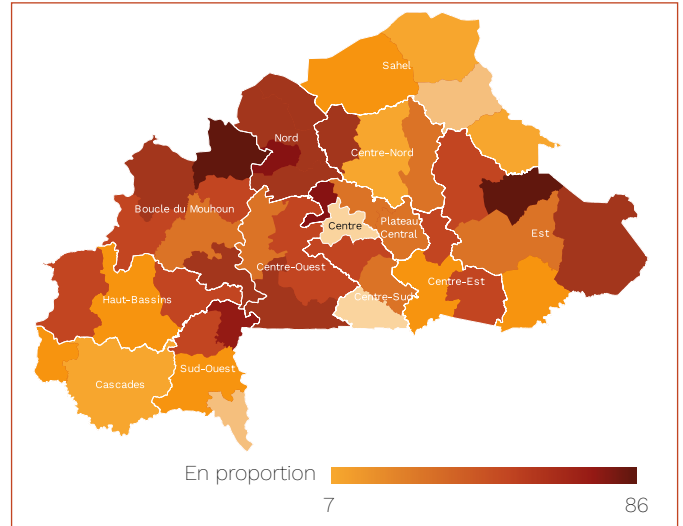 Sahel
Nord
Centre-Nord
Boucle du Mouhoun
Centre
Plateau
Central
Est
Centre-Ouest
Centre-Est
Haut-Bassins
Centre-Sud
Sud-Ouest
Cascades
En proportion
7
86